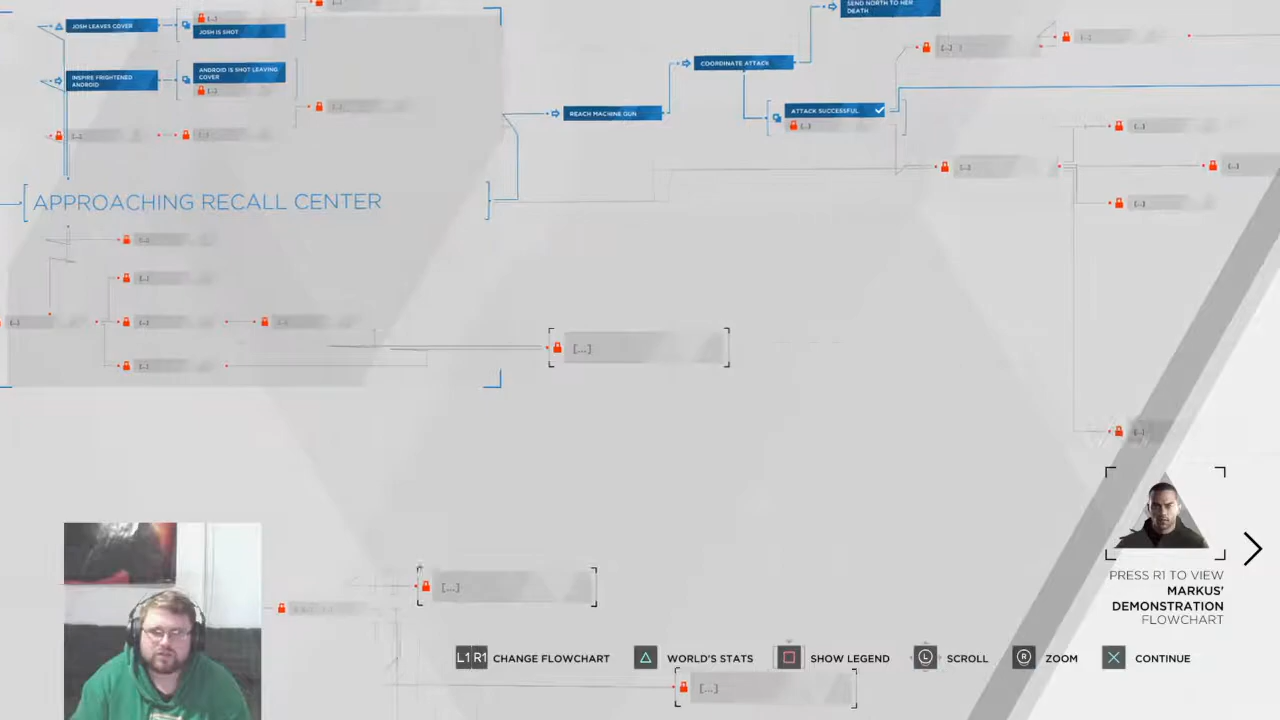 SEND NORTH TO HER
DEATH
JOSH LEAVES COVER
[...]
JOSH IS SHOT
[...]
[...]
COORDINATE ATTACK
INSPIRE FRIGHTENED
ANDROID
ANDROID IS SHOT LEAVING
COVER
[...]
[...]
REACH MACHINE GUN
ATTACK SUCCESSFUL
[...]
[...]
[...]
[...]
[...]
[...]
[...]
APPROACHING RECALL CENTER
[...]
[...]
[...]
[...]
[...]
[...]
[...]
[...]
PRESS R1 TO VIEW
MARKUS'
DEMONSTRATION
FLOWCHART
[...]
L1 R1 CHANGE FLOWCHART
WORLD'S STATS
SHOW LEGEND
L SCROLL
R ZOOM
CONTINUE
[...]